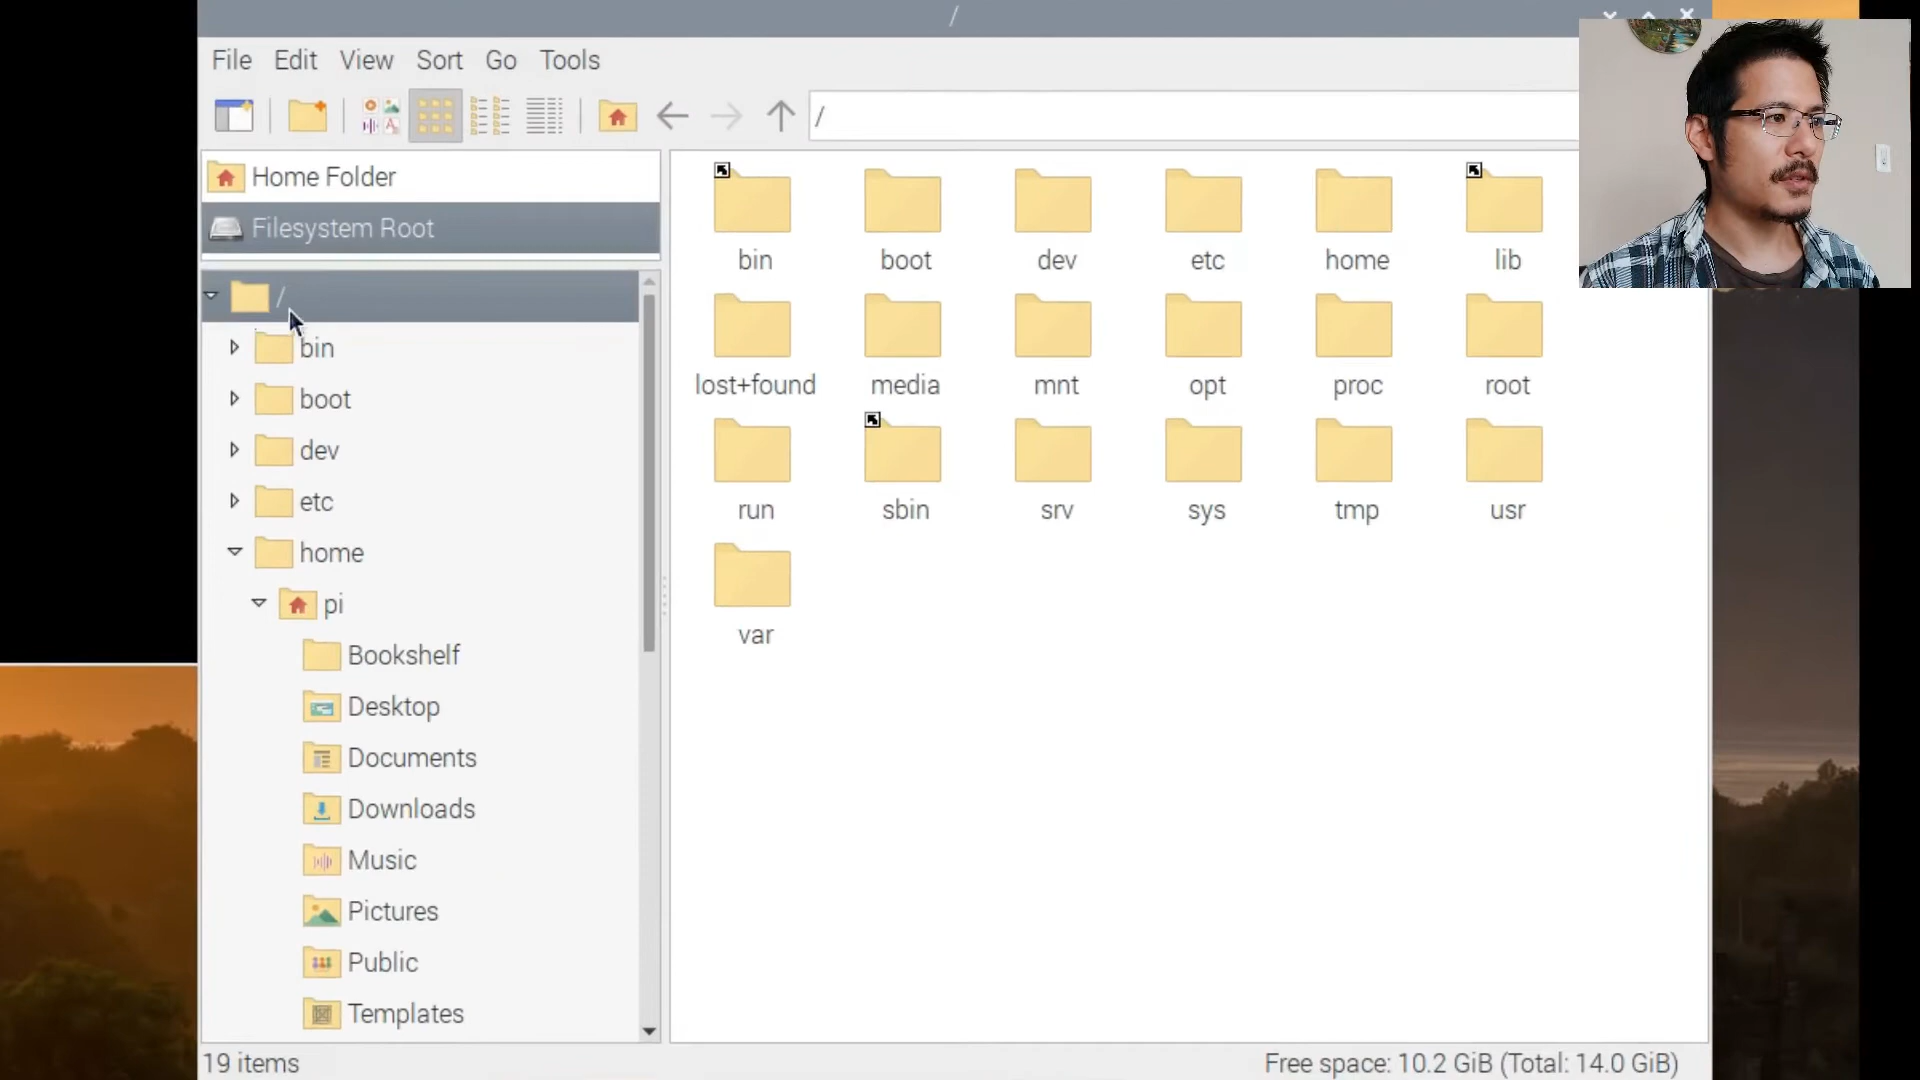 /
File Edit View Sort Go Tools
/
Home Folder
Filesystem Root
/
bin
boot
dev
etc
home
pi
Bookshelf
Desktop
Documents
Downloads
Music
Pictures
Public
Templates
bin boot dev etc home lib
lost+found media mnt opt proc root
run sbin srv sys tmp usr
var
19 items
Free space: 10.2 GiB (Total: 14.0 GiB)